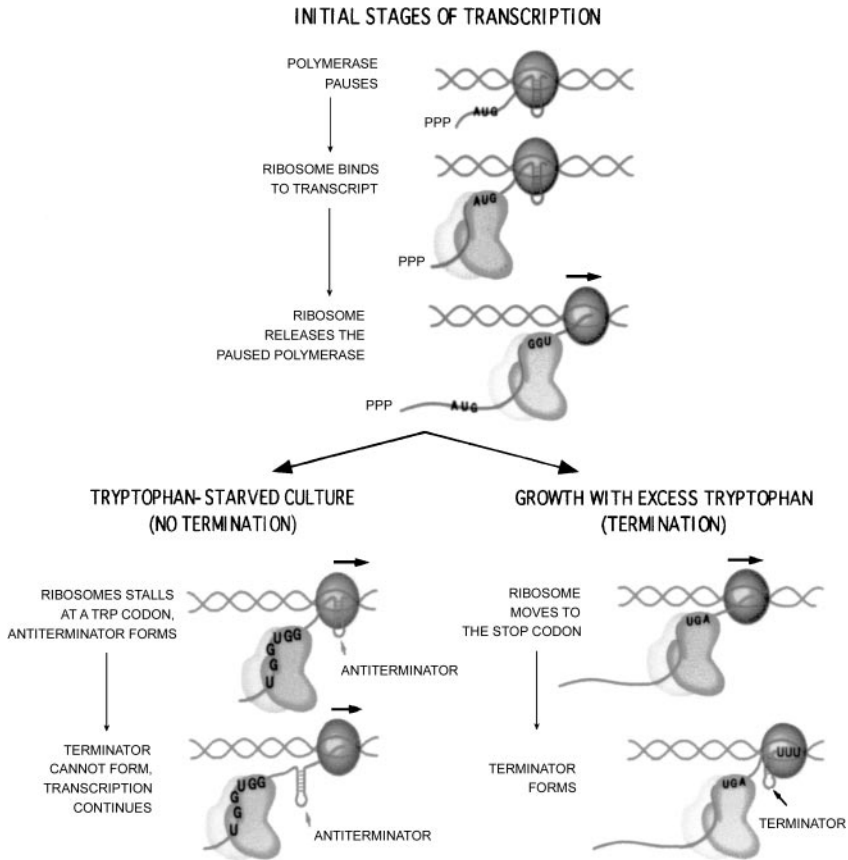 INITIAL STAGES OF TRANSCRIPTION
POLYMERASE
PAUSES
PPP
AUG
RIBOSOME BINDS
TO TRANSCRIPT
AUG
PPP
RIBOSOME
RELEASES THE
PAUSED POLYMERASE
GGU
PPP
AUG
TRYPTOPHAN-STARVED CULTURE
(NO TERMINATION)
RIBOSOMES STALLS
AT A TRP CODON,
ANTITERMINATOR FORMS
UGGUGG
ANTITERMINATOR
TERMINATOR
CANNOT FORM,
TRANSCRIPTION
CONTINUES
UGGUGG
ANTITERMINATOR
GROWTH WITH EXCESS TRYPTOPHAN
(TERMINATION)
RIBOSOME
MOVES TO
THE STOP CODON
UGA
TERMINATOR
FORMS
UUU
UGA
TERMINATOR